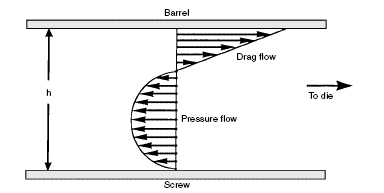 Barrel
Drag flow
h
To die
Pressure flow
Screw